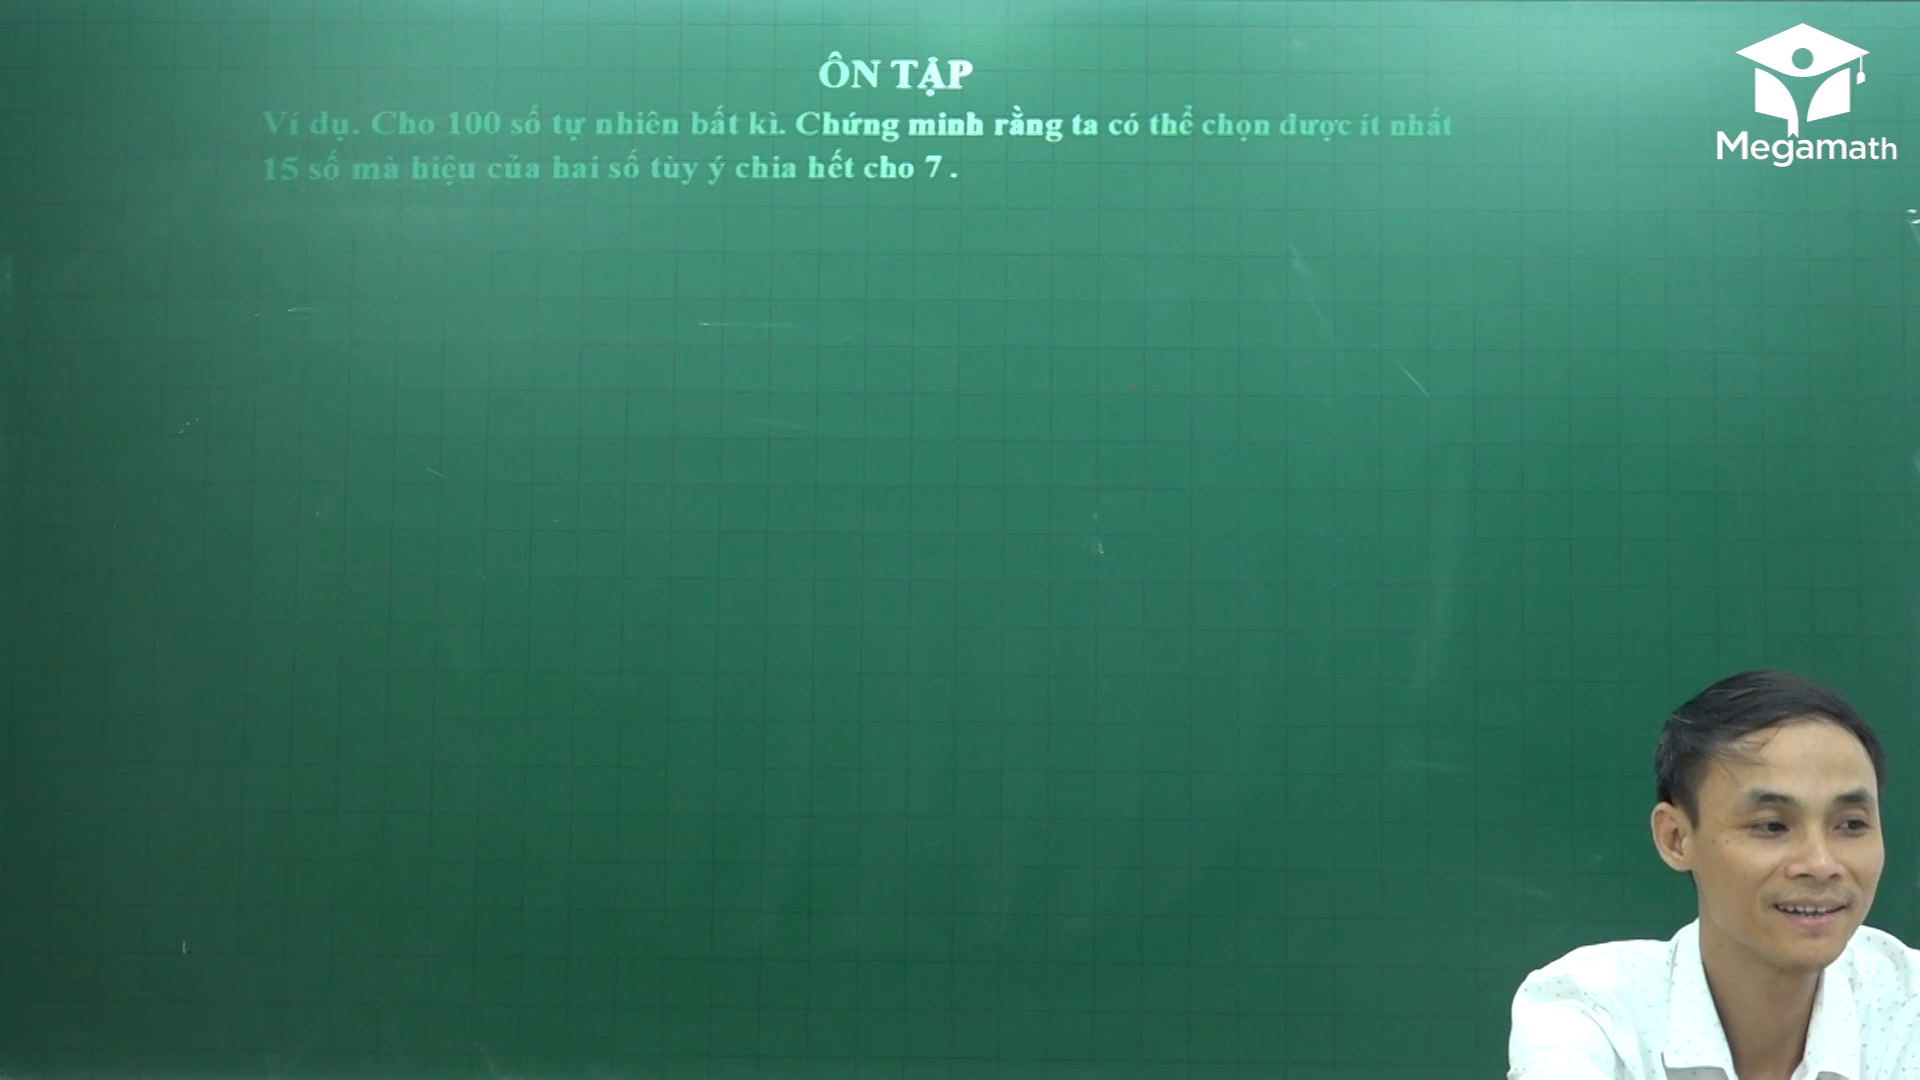 ÔN TẬP
Ví dụ. Cho 100 số tự nhiên bất kì. Chứng minh rằng ta có thể chọn được ít nhất
15 số mà hiệu của hai số tùy ý chia hết cho 7 .
Megamath